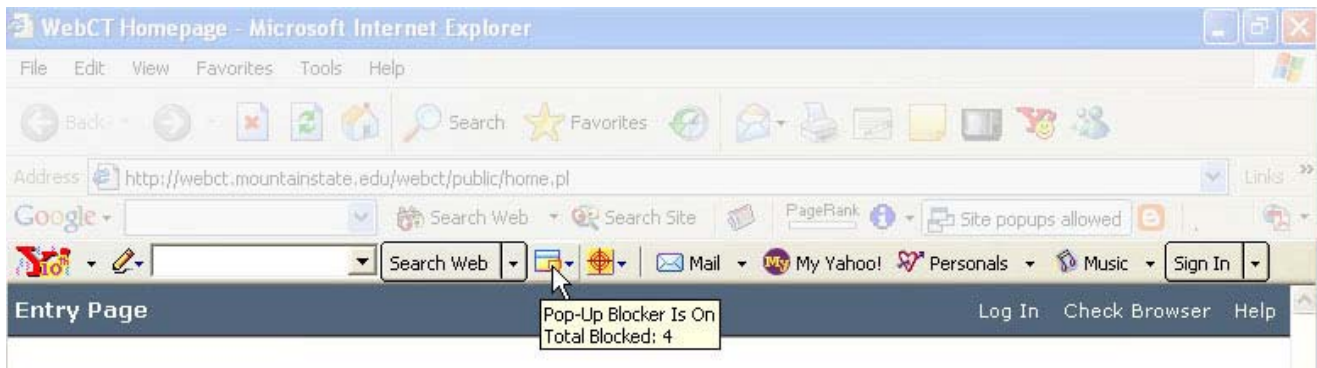 WebCT Homepage - Microsoft Internet Explorer
File Edit View Favorites Tools Help
Back Search Favorites
Address http://webct.mountainstate.edu/webct/public/home.pl Links »
Google Search Web Search Site PageRank Site popups allowed
Search Web Mail My Yahoo! Personals Music Sign In
Entry Page Log In Check Browser Help
Pop-Up Blocker Is On
Total Blocked: 4